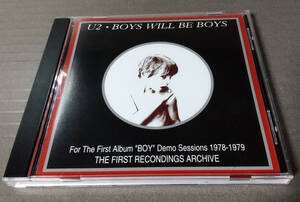 U2 • BOYS WILL BE BOYS
For The First Album "BOY" Demo Sessions 1978-1979
THE FIRST RECONDINGS ARCHIVE